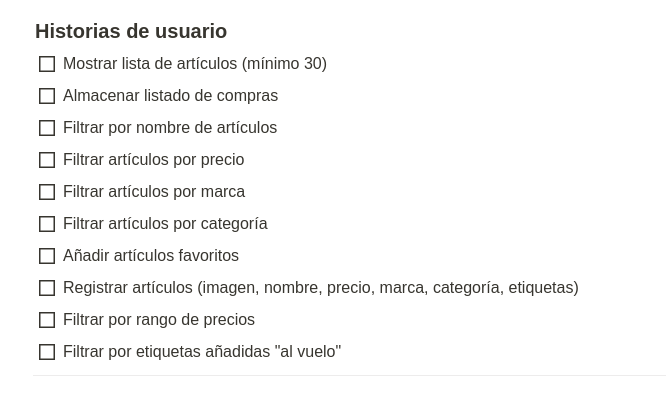 Historias de usuario
Mostrar lista de artículos (mínimo 30)
Almacenar listado de compras
Filtrar por nombre de artículos
Filtrar artículos por precio
Filtrar artículos por marca
Filtrar artículos por categoría
Añadir artículos favoritos
Registrar artículos (imagen, nombre, precio, marca, categoría, etiquetas)
Filtrar por rango de precios
Filtrar por etiquetas añadidas "al vuelo"